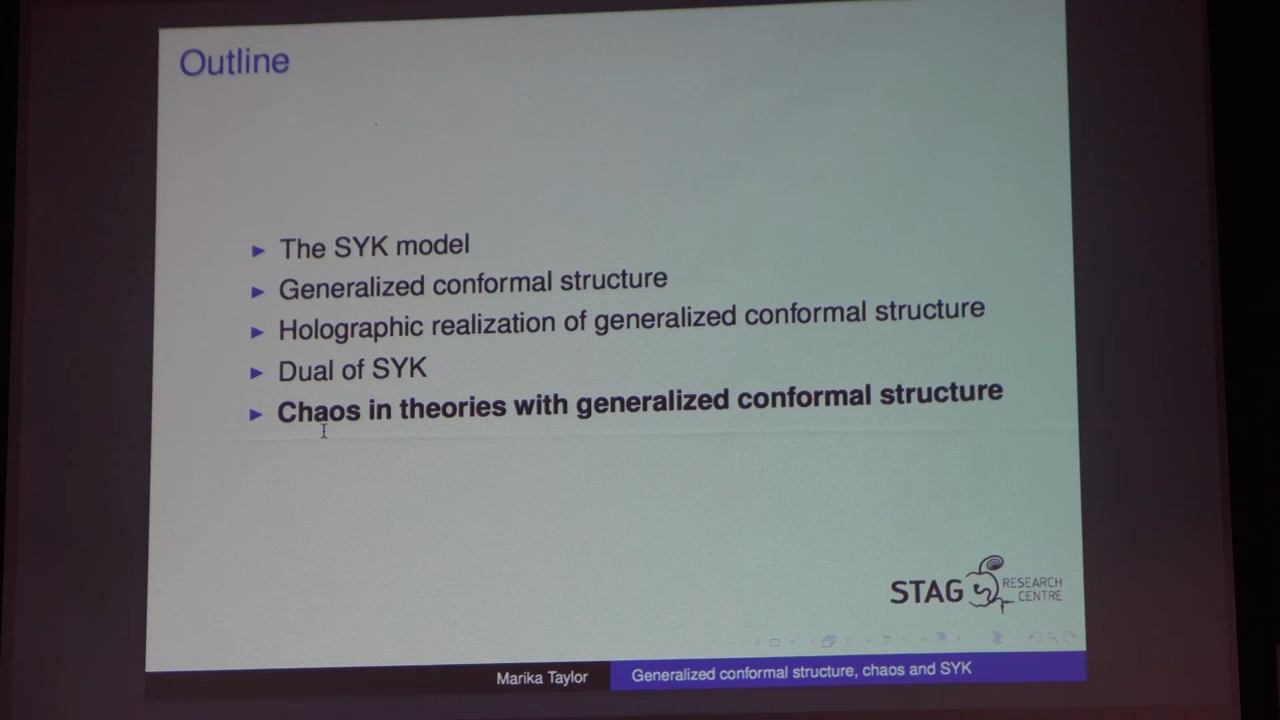 Outline
The SYK model
Generalized conformal structure
Holographic realization of generalized conformal structure
Dual of SYK
Chaos in theories with generalized conformal structure
STAG RESEARCH CENTRE
Marika Taylor
Generalized conformal structure, chaos and SYK